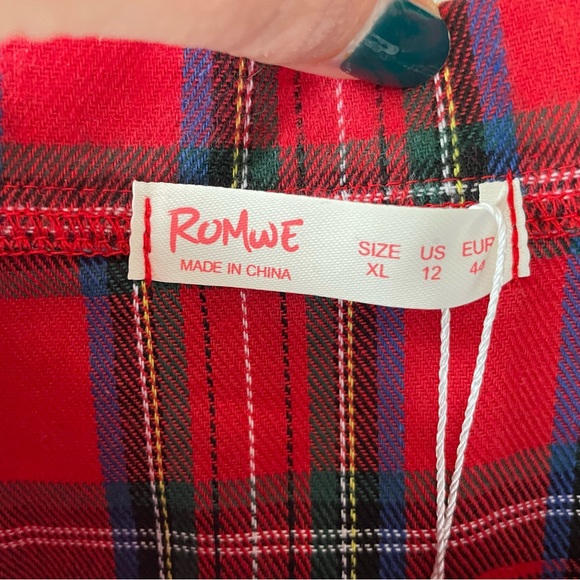 ROMWE
MADE IN CHINA
SIZE US EUR
XL 12 44